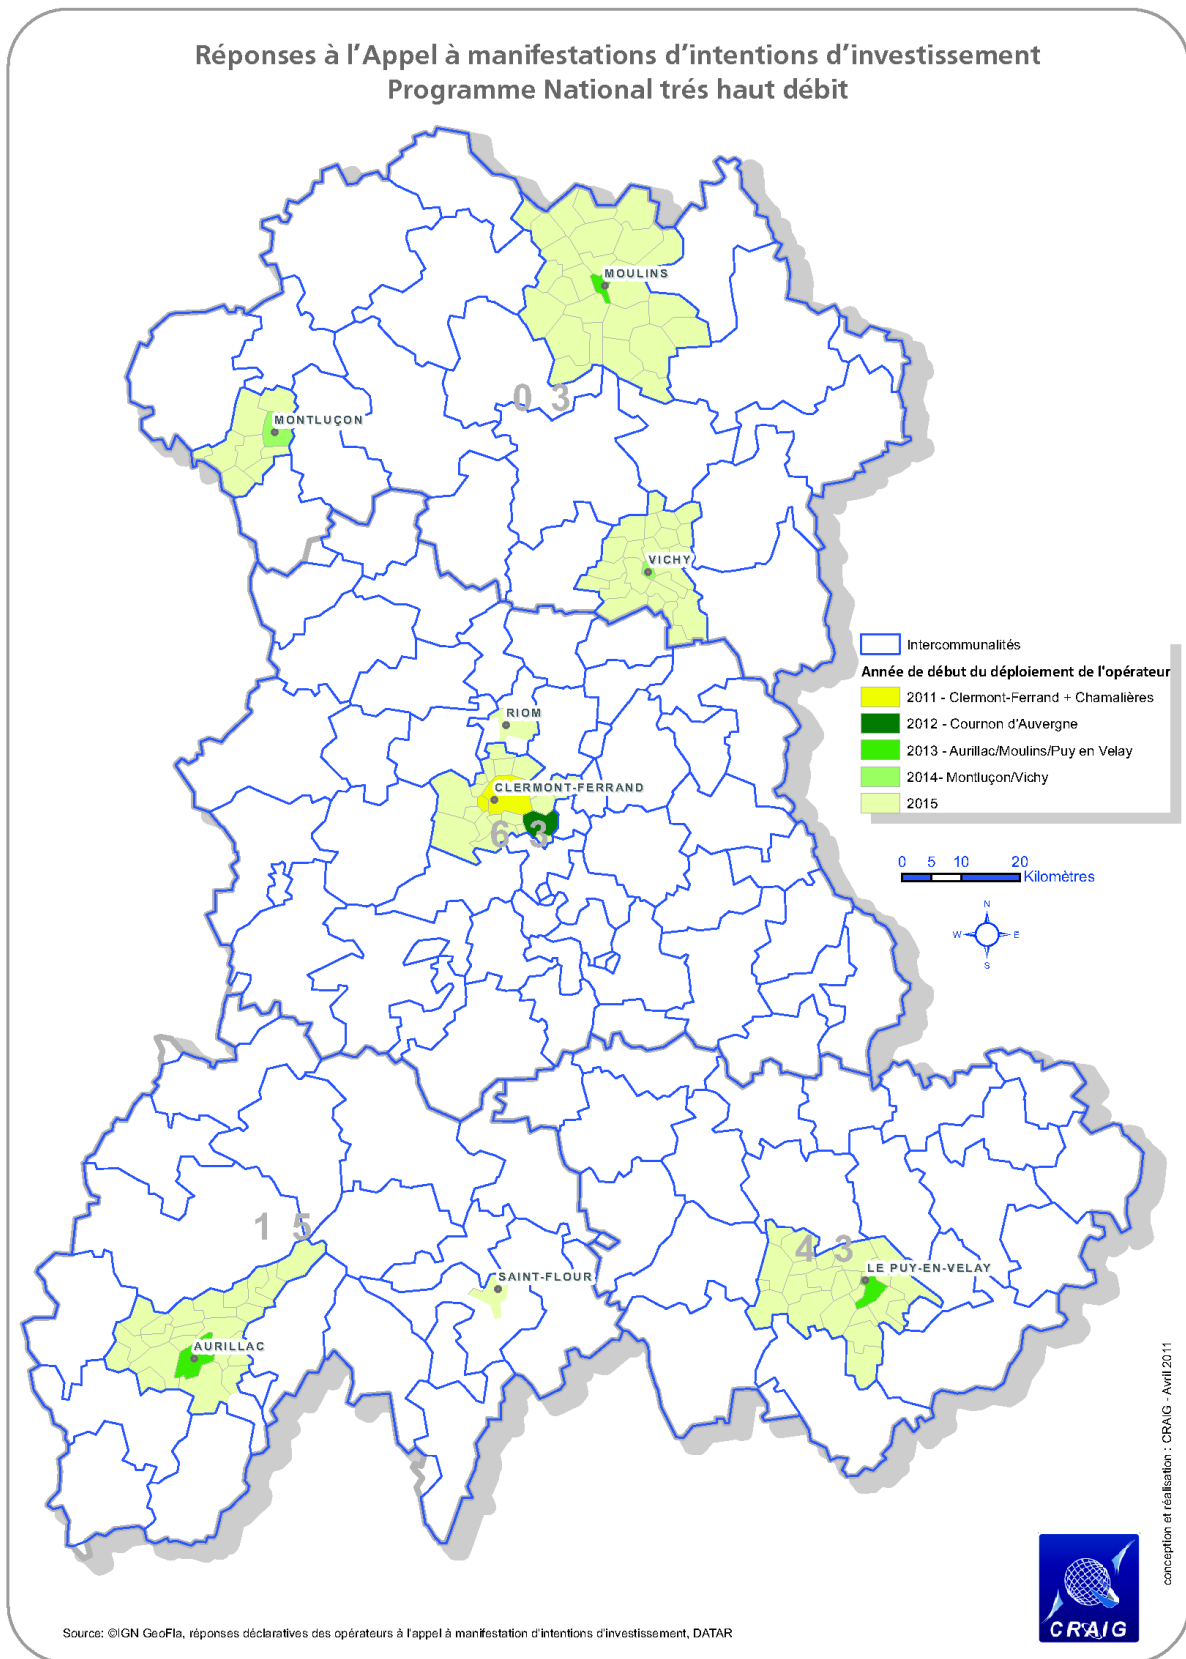 Réponses à l'Appel à manifestations d'intentions d'investissement
Programme National trés haut débit
MOULINS
0 3
MONTLUÇON
VICHY
Intercommunalités
Année de début du déploiement de l'opérateur
2011 - Clermont-Ferrand + Chamalières
2012 - Cournon d'Auvergne
2013 - Aurillac/Moulins/Puy en Velay
2014- Montluçon/Vichy
2015
RIOM
CLERMONT-FERRAND
6 3
0 5 10 20
Kilomètres
N
W E
S
1 5
4 3
LE PUY-EN-VELAY
SAINT-FLOUR
AURILLAC
conception et réalisation : CRAIG - Avril 2011
CRAIG
Source: ©IGN GeoFla, réponses déclaratives des opérateurs à l'appel à manifestation d'intentions d'investissement, DATAR